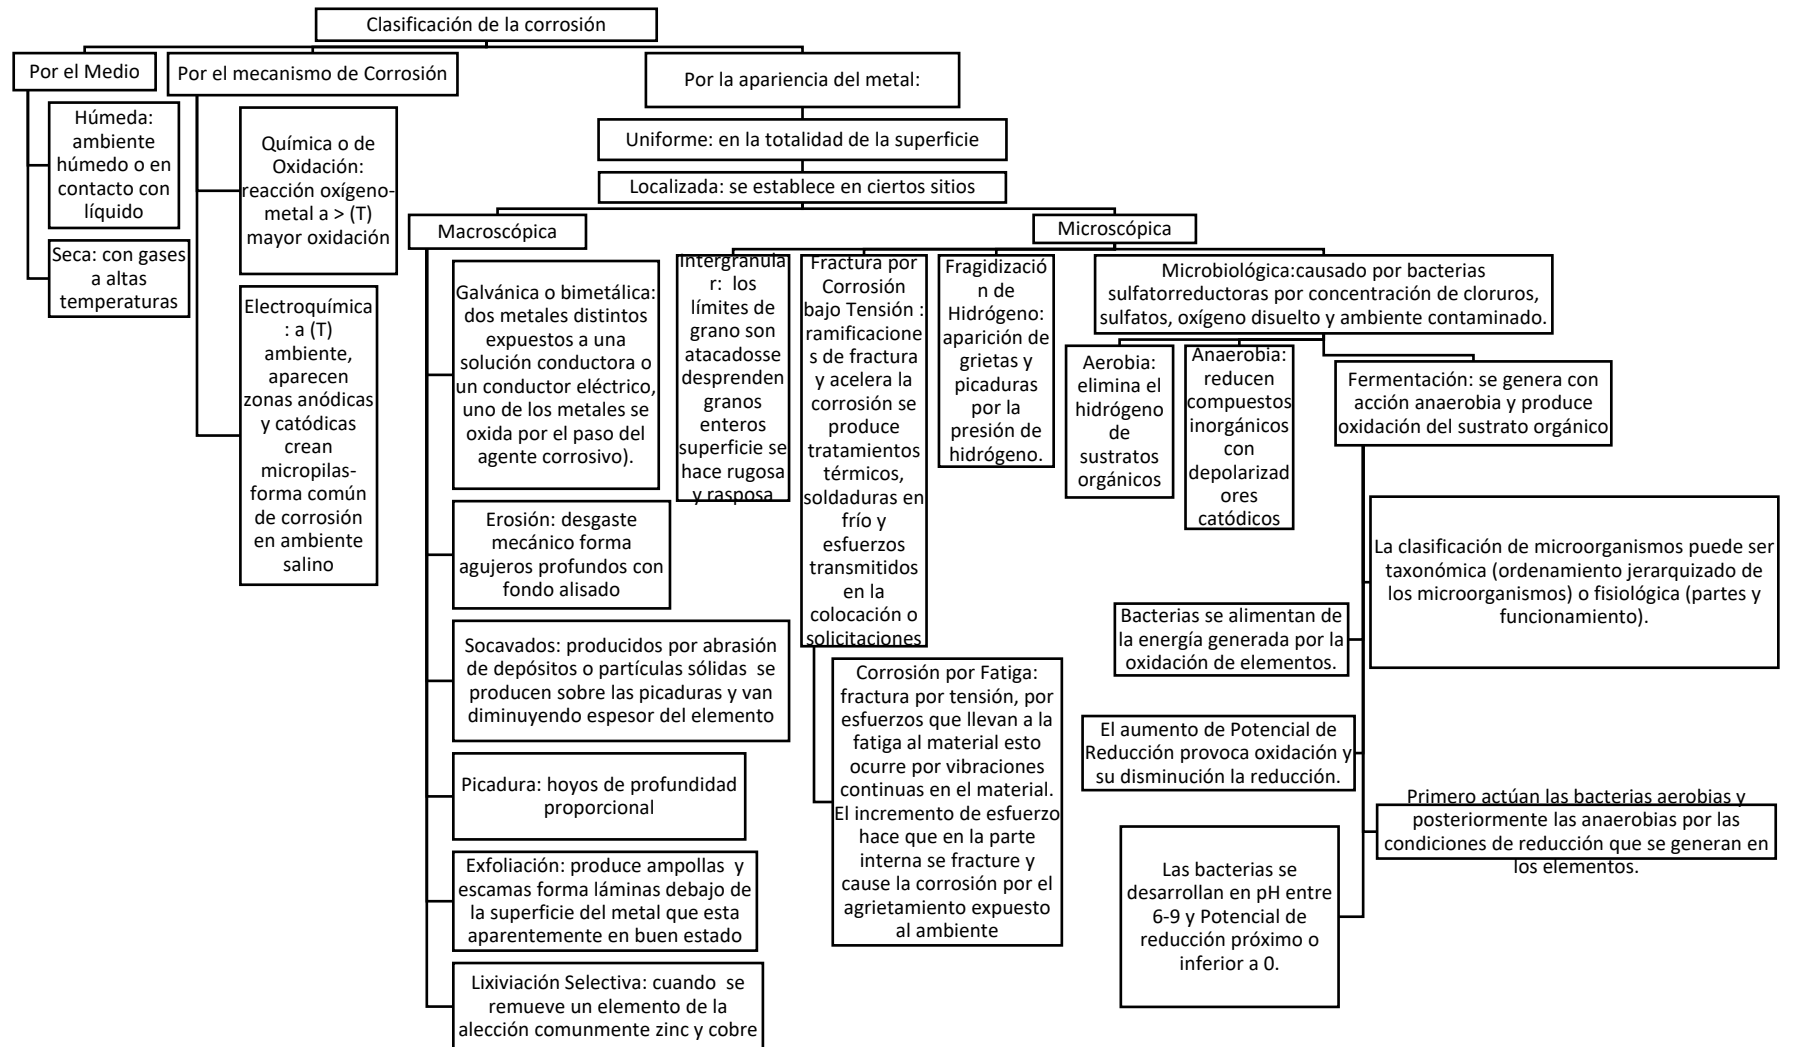 Clasificación de la corrosión
Por el Medio
Húmeda:
ambiente
húmedo o en
contacto con
líquido
Seca: con gases
a altas
temperaturas
Por el mecanismo de Corrosión
Química o de
Oxidación:
reacción oxígeno-
metal a > (T)
mayor oxidación
Electroquímica
: a (T)
ambiente,
aparecen
zonas anódicas
y catódicas
crean
micropilas-
forma común
de corrosión
en ambiente
salino
Por la apariencia del metal:
Uniforme: en la totalidad de la superficie
Localizada: se establece en ciertos sitios
Macroscópica
Galvánica o bimetálica:
dos metales distintos
expuestos a una
solución conductora o
un conductor eléctrico,
uno de los metales se
oxida por el paso del
agente corrosivo).
Erosión: desgaste
mecánico forma
agujeros profundos con
fondo alisado
Socavados: producidos por abrasión
de depósitos o partículas sólidas se
producen sobre las picaduras y van
diminuyendo espesor del elemento
Picadura: hoyos de profundidad
proporcional
Exfoliación: produce ampollas y
escamas forma láminas debajo de
la superficie del metal que esta
aparentemente en buen estado
Lixiviación Selectiva: cuando se
remueve un elemento de la
alección comunmente zinc y cobre
Microscópica
Intergranula
r: los
límites de
grano son
atacadosse
desprenden
granos
enteros
superficie se
hace rugosa
y rasposa
Fractura por
Corrosión
bajo Tensión :
ramificacione
s de fractura
y acelera la
corrosión se
produce
tratamientos
térmicos,
soldaduras en
frío y
esfuerzos
transmitidos
en la
colocación o
solicitaciones
Corrosión por Fatiga:
fractura por tensión, por
esfuerzos que llevan a la
fatiga al material esto
ocurre por vibraciones
continuas en el material.
El incremento de esfuerzo
hace que en la parte
interna se fracture y
cause la corrosión por el
agrietamiento expuesto
al ambiente
Fragidizació
n de
Hidrógeno:
aparición de
grietas y
picaduras
por la
presión de
hidrógeno.
Microbiológica:causado por bacterias
sulfatorreductoras por concentración de cloruros,
sulfatos, oxígeno disuelto y ambiente contaminado.
Aerobia:
elimina el
hidrógeno
de
sustratos
orgánicos
Anaerobia:
reducen
compuestos
inorgánicos
con
depolarizad
ores
catódicos
Fermentación: se genera con
acción anaerobia y produce
oxidación del sustrato orgánico
La clasificación de microorganismos puede ser
taxonómica (ordenamiento jerarquizado de
los microorganismos) o fisiológica (partes y
funcionamiento).
Bacterias se alimentan de
la energía generada por la
oxidación de elementos.
El aumento de Potencial de
Reducción provoca oxidación y
su disminución la reducción.
Primero actúan las bacterias aerobias y
posteriormente las anaerobias por las
condiciones de reducción que se generan en
los elementos.
Las bacterias se
desarrollan en pH entre
6-9 y Potencial de
reducción próximo o
inferior a 0.